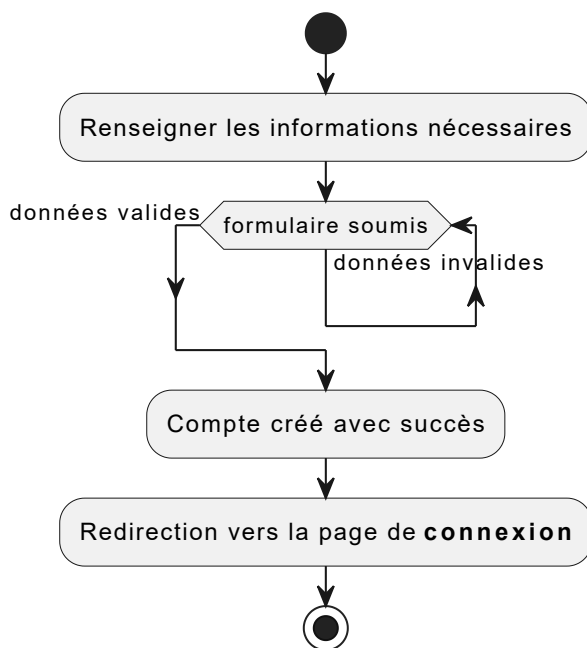 Renseigner les informations nécessaires
données valides
formulaire soumis
données invalides
Compte créé avec succès
Redirection vers la page de connexion